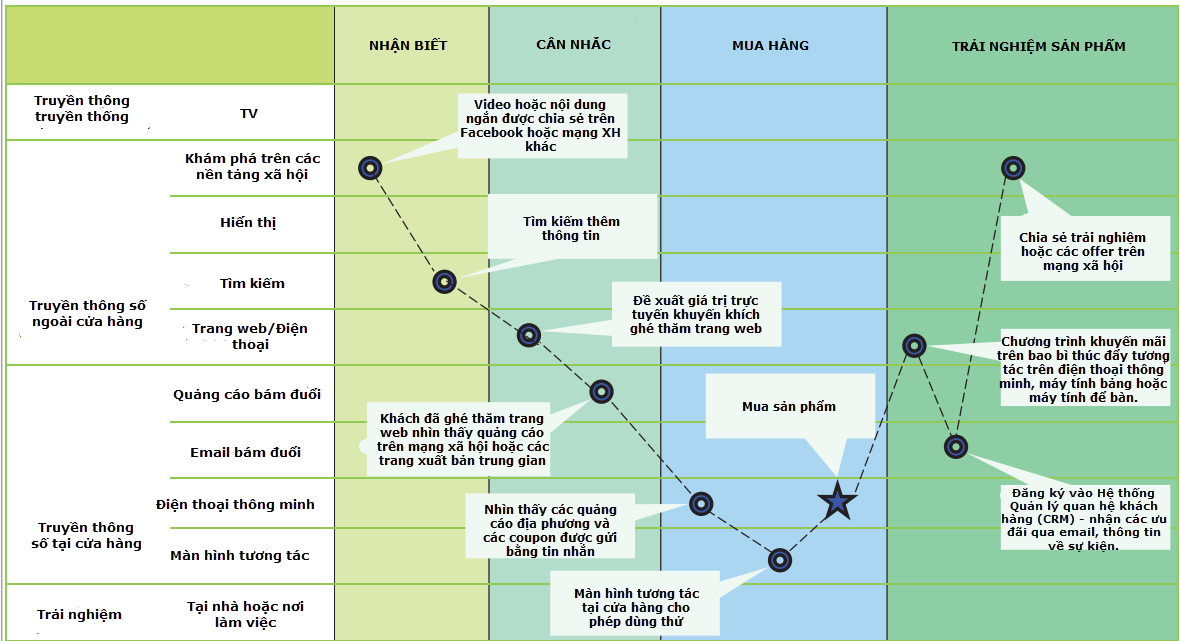 NHẬN BIẾT
CÂN NHẮC
MUA HÀNG
TRẢI NGHIỆM SẢN PHẨM
Truyền thông
truyền thống
TV
Video hoặc nội dung
ngắn được chia sẻ trên
Facebook hoặc mạng XH
khác
Khám phá trên các
nền tảng xã hội
Hiển thị
Tìm kiếm thêm
thông tin
Chia sẻ trải nghiệm
hoặc các offer trên
mạng xã hội
Truyền thông số
ngoài cửa hàng
Tìm kiếm
Trang web/Điện
thoại
Đề xuất giá trị trực
tuyến khuyến khích
ghé thăm trang web
Chương trình khuyến mãi
trên bao bì thúc đẩy tương
tác trên điện thoại thông
minh, máy tính bảng hoặc
máy tính để bàn.
Quảng cáo bám đuổi
Mua sản phẩm
Khách đã ghé thăm trang
web nhìn thấy quảng cáo
trên mạng xã hội hoặc các
trang xuất bản trung gian
Email bám đuổi
Truyền thông
số tại cửa hàng
Điện thoại thông minh
Nhìn thấy các quảng
cáo địa phương và
các coupon được gửi
bằng tin nhắn
Đăng ký vào Hệ thống
Quản lý quan hệ khách
hàng (CRM) - nhận các ưu
đãi qua email, thông tin
về sự kiện.
Màn hình tương tác
Màn hình tương tác
tại cửa hàng cho
phép dùng thử
Trải nghiệm
Tại nhà hoặc nơi
làm việc